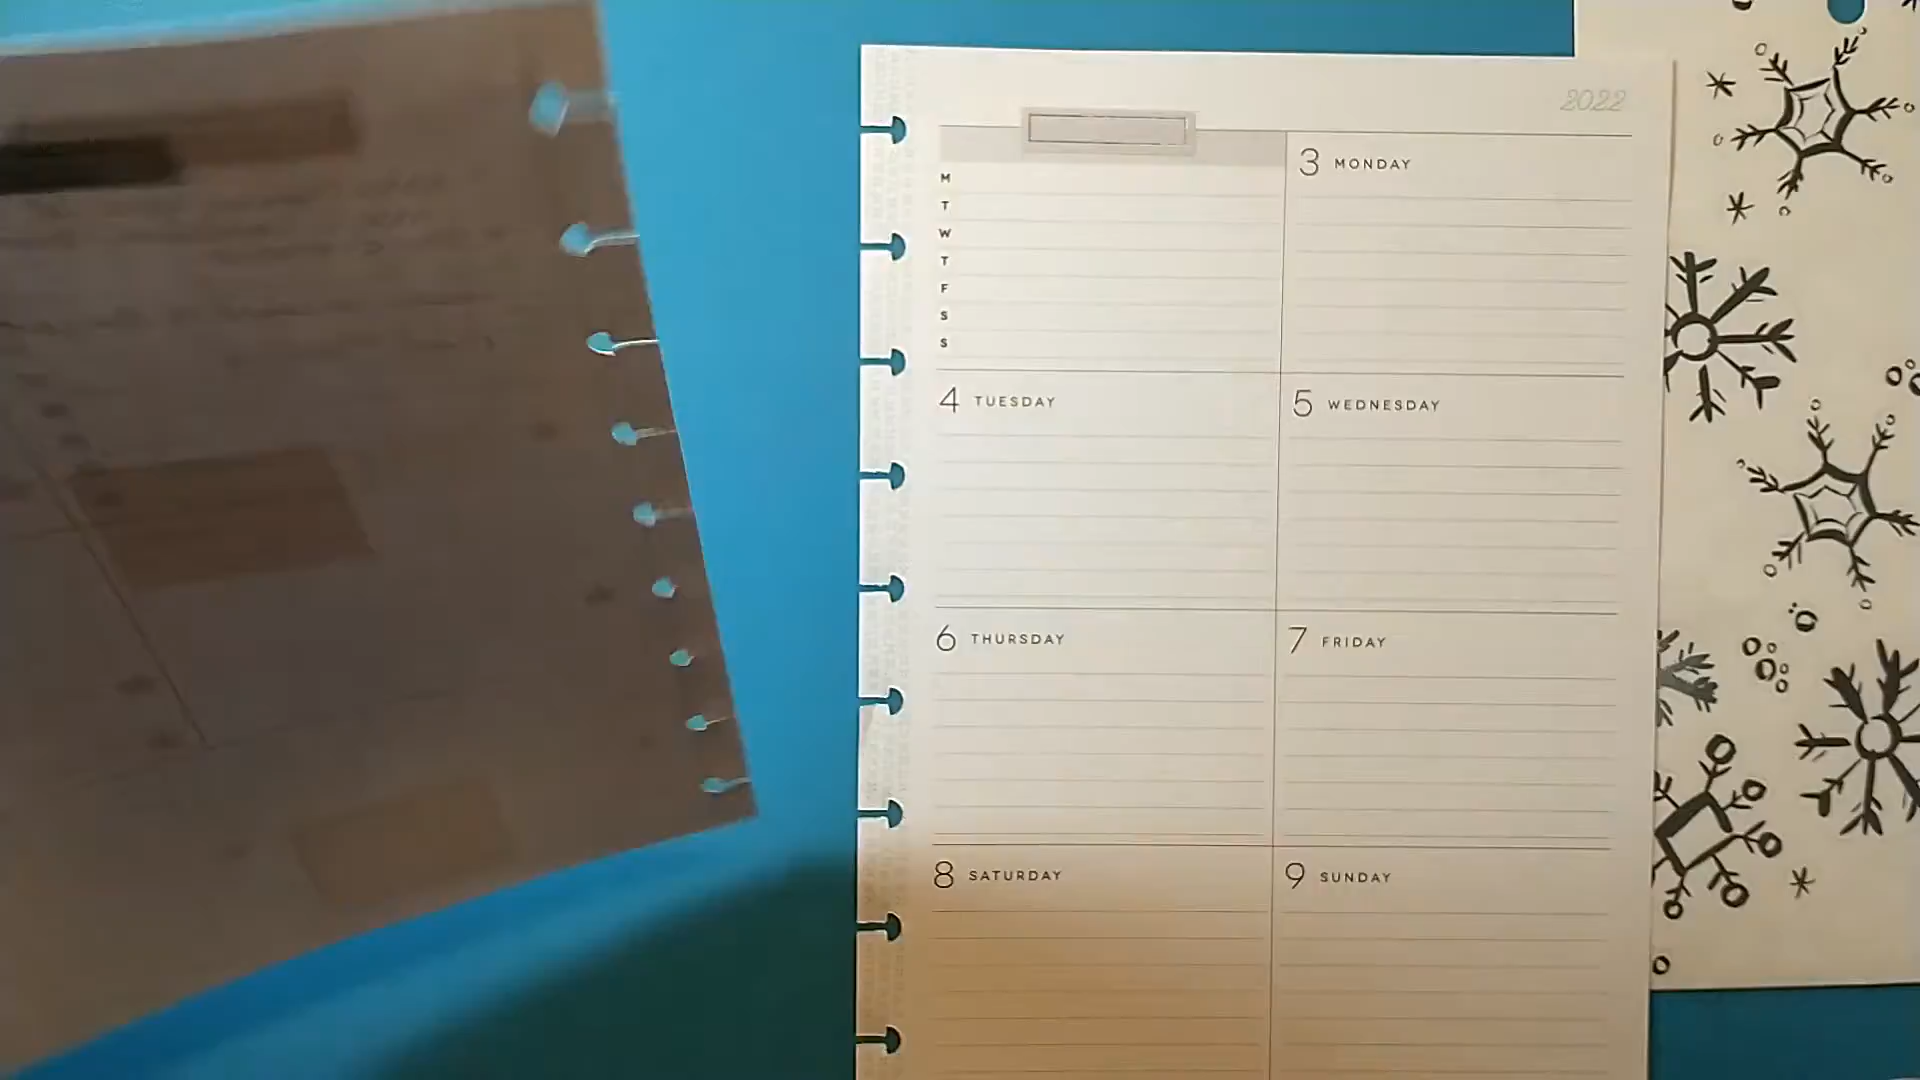 2022
3 MONDAY
M
T
W
T
F
S
S
4 TUESDAY
5 WEDNESDAY
6 THURSDAY
7 FRIDAY
8 SATURDAY
9 SUNDAY